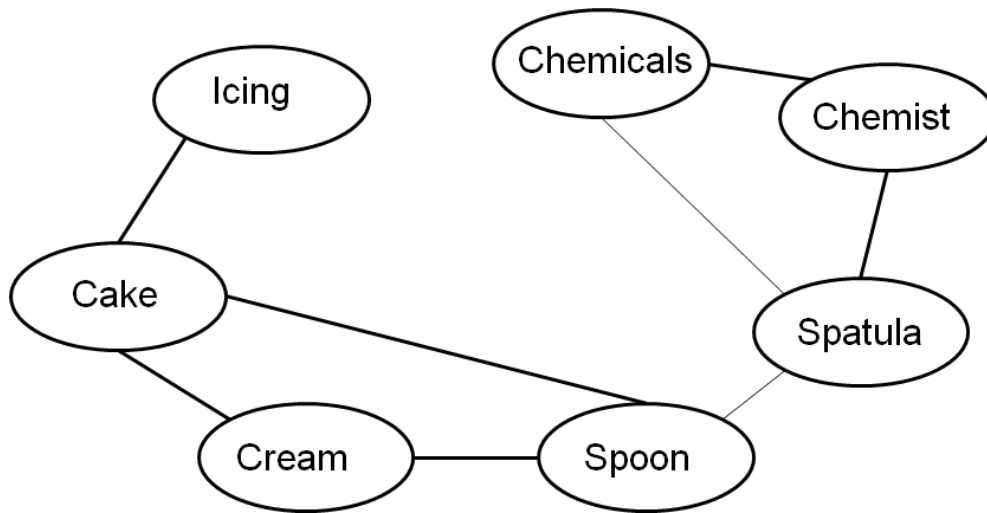 Chemicals
Icing
Chemist
Cake
Spatula
Cream
Spoon